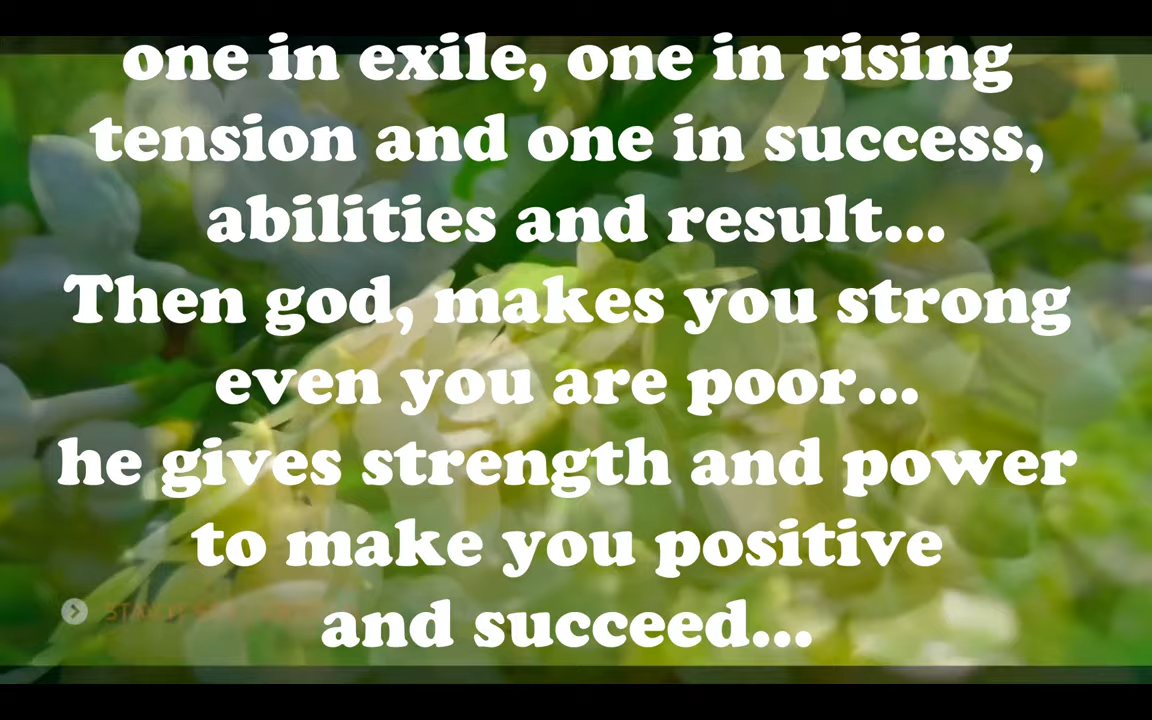 one in exile, one in rising
tension and one in success,
abilities and result...
Then god, makes you strong
even you are poor...
he gives strength and power
to make you positive
and succeed...